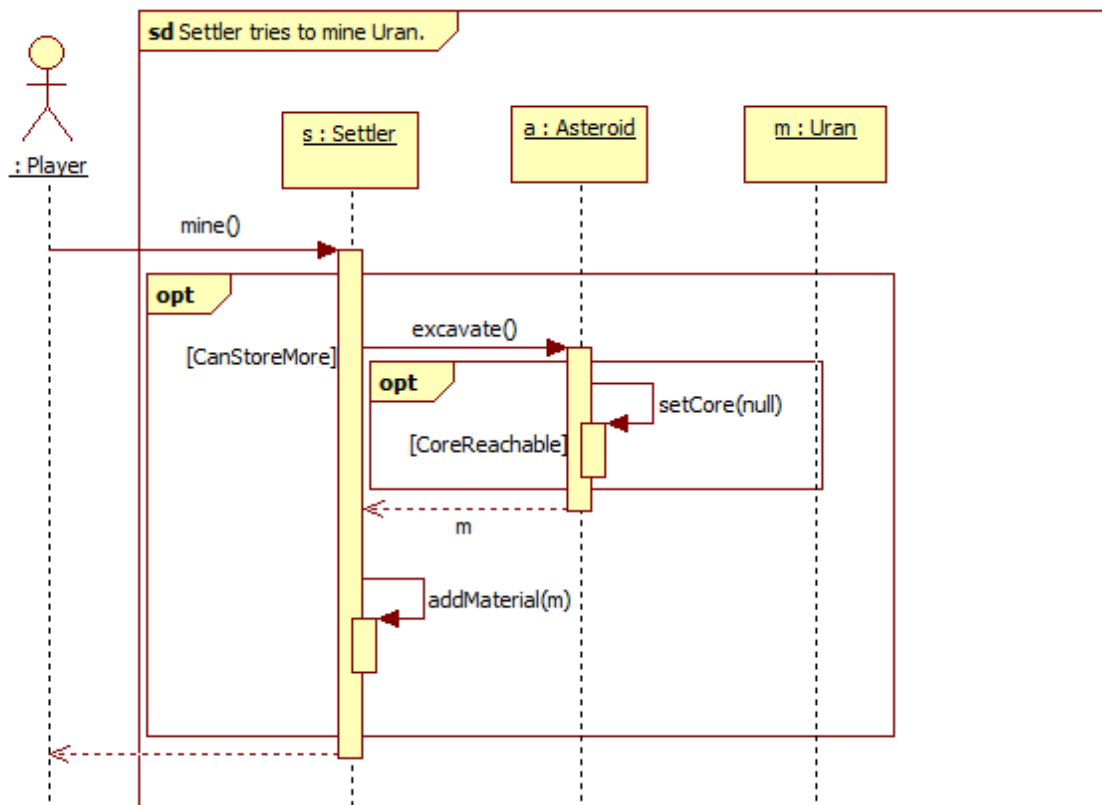 sd Settler tries to mine Uran.
: Player
s : Settler
a : Asteroid
m : Uran
mine()
opt
[CanStoreMore]
excavate()
opt
[CoreReachable]
setCore(null)
m
addMaterial(m)